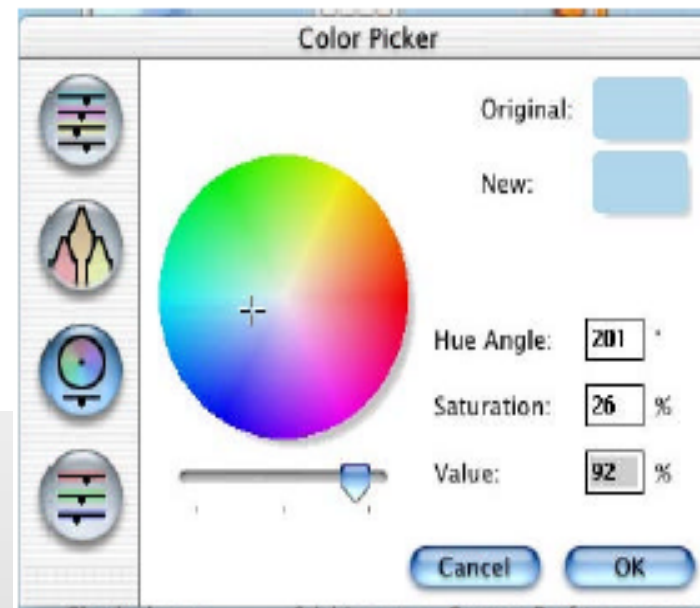 Color Picker
Original:
New:
Hue Angle: 201 °
Saturation: 26 %
Value: 92 %
Cancel OK